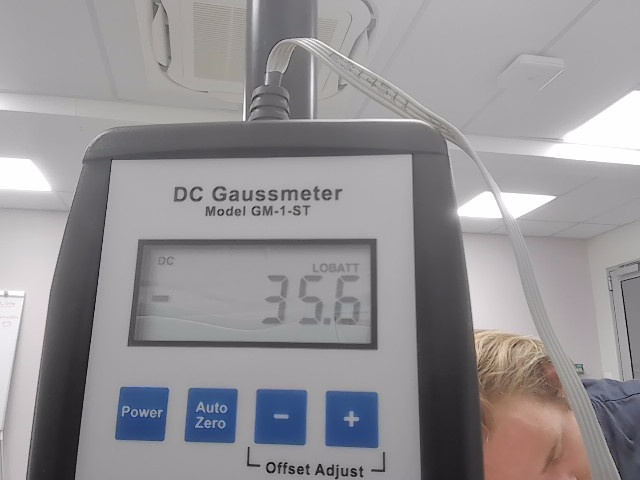 DC Gaussmeter
Model GM-1-ST
DC
LOBATT
- 35.6
Power
Auto
Zero
-
+
Offset Adjust